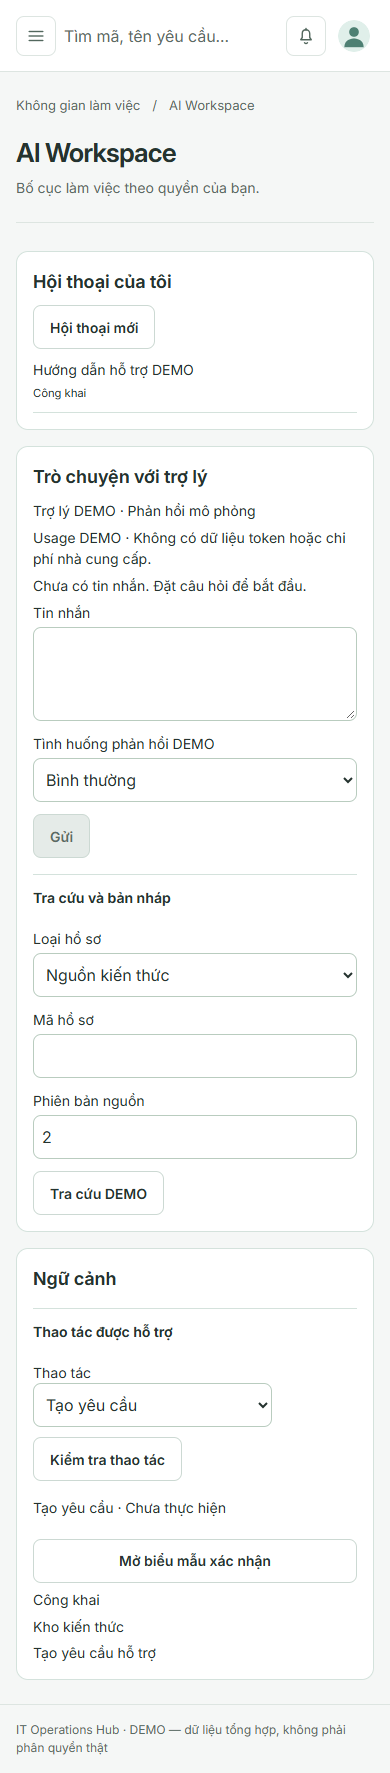 Tìm mã, tên yêu cầu...
Không gian làm việc / AI Workspace
AI Workspace
Bố cục làm việc theo quyền của bạn.
Hội thoại của tôi
Hội thoại mới
Hướng dẫn hỗ trợ DEMO
Công khai
Trò chuyện với trợ lý
Trợ lý DEMO · Phản hồi mô phỏng
Usage DEMO · Không có dữ liệu token hoặc chi
phí nhà cung cấp.
Chưa có tin nhắn. Đặt câu hỏi để bắt đầu.
Tin nhắn
Tình huống phản hồi DEMO
Bình thường
Gửi
Tra cứu và bản nháp
Loại hồ sơ
Nguồn kiến thức
Mã hồ sơ
Phiên bản nguồn
2
Tra cứu DEMO
Ngữ cảnh
Thao tác được hỗ trợ
Thao tác
Tạo yêu cầu
Kiểm tra thao tác
Tạo yêu cầu · Chưa thực hiện
Mở biểu mẫu xác nhận
Công khai
Kho kiến thức
Tạo yêu cầu hỗ trợ
IT Operations Hub · DEMO — dữ liệu tổng hợp, không phải
phân quyền thật